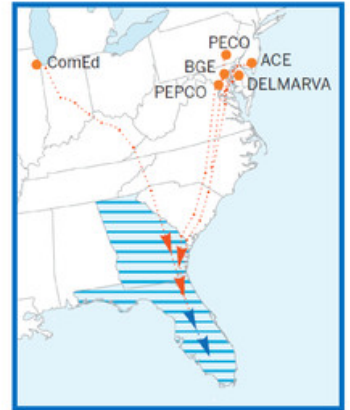 ComEd
PECO
BGE
ACE
PEPCO
DELMARVA